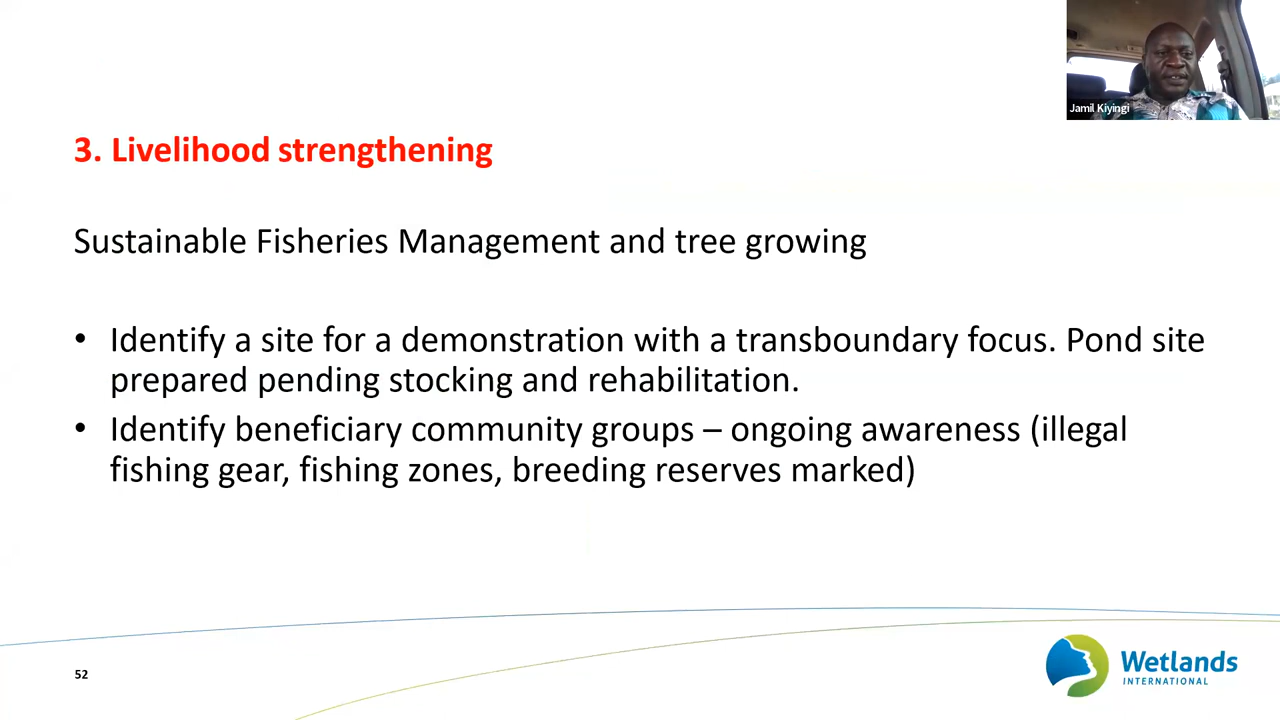 Jamil Kiyingi
3. Livelihood strengthening
Sustainable Fisheries Management and tree growing
• Identify a site for a demonstration with a transboundary focus. Pond site
prepared pending stocking and rehabilitation.
• Identify beneficiary community groups – ongoing awareness (illegal
fishing gear, fishing zones, breeding reserves marked)
52
Wetlands
INTERNATIONAL